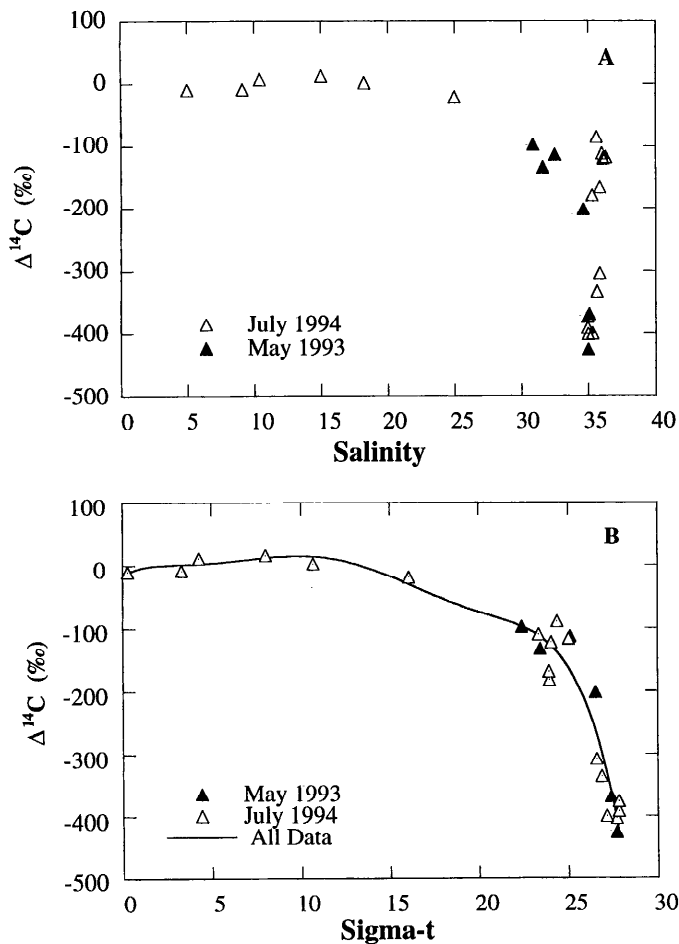 100
A
0
-100
-200
-300
-400
-500
Δ¹⁴C (‰)
△ July 1994
▲ May 1993
0 5 10 15 20 25 30 35 40
Salinity
100
B
0
-100
-200
-300
-400
-500
Δ¹⁴C (‰)
▲ May 1993
△ July 1994
All Data
0 5 10 15 20 25 30
Sigma-t